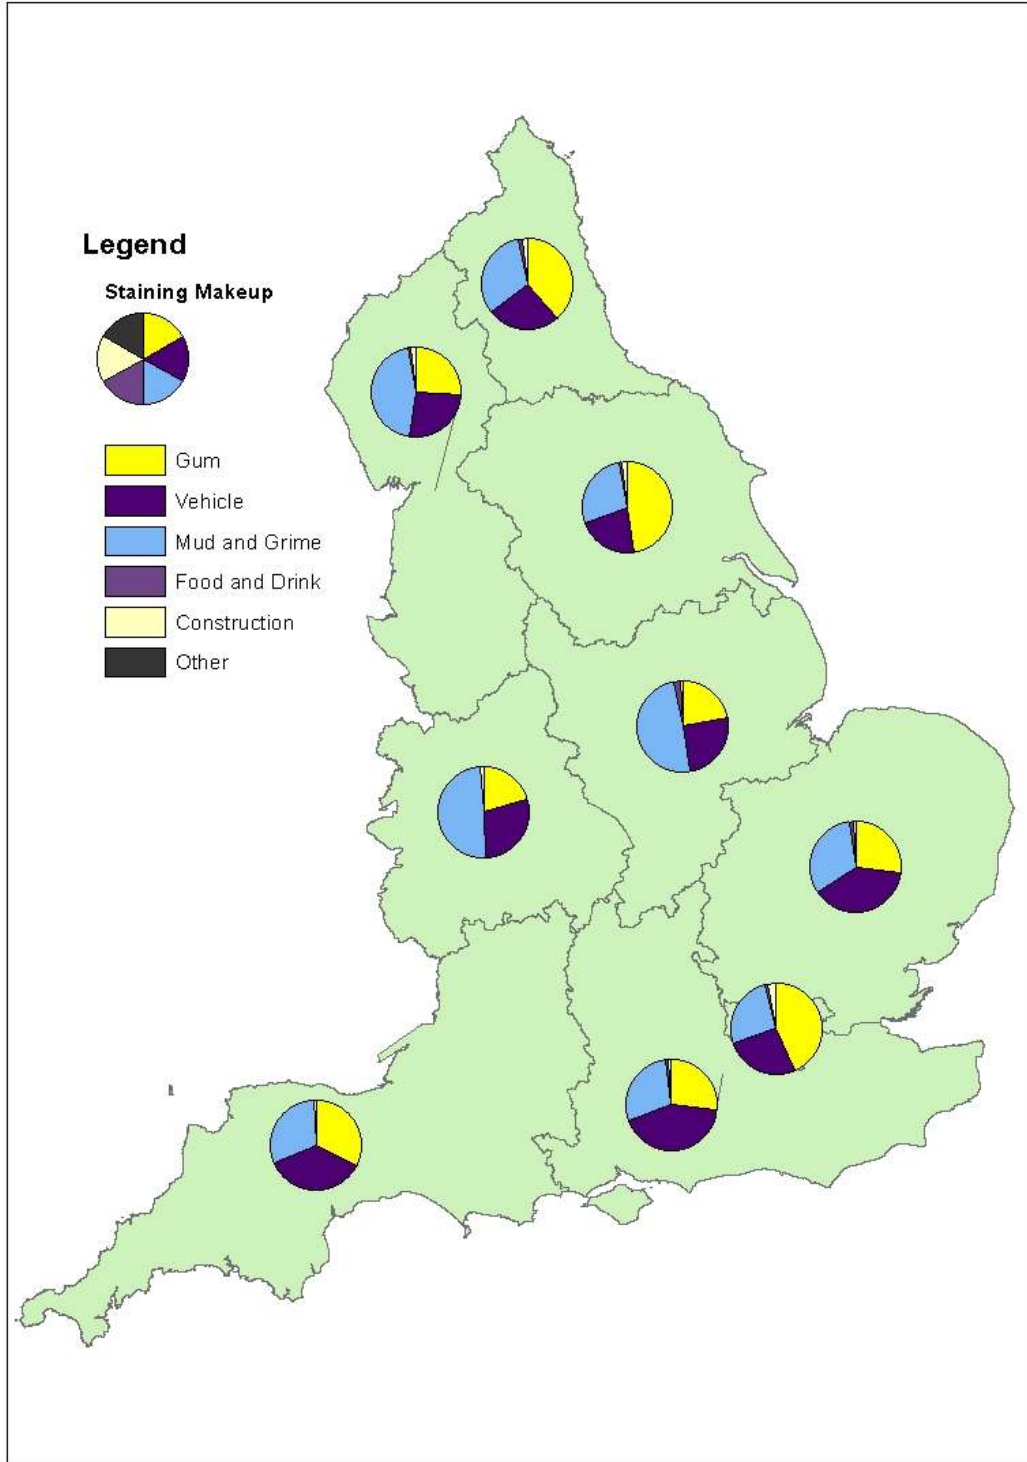 Legend
Staining Makeup
Gum
Vehicle
Mud and Grime
Food and Drink
Construction
Other